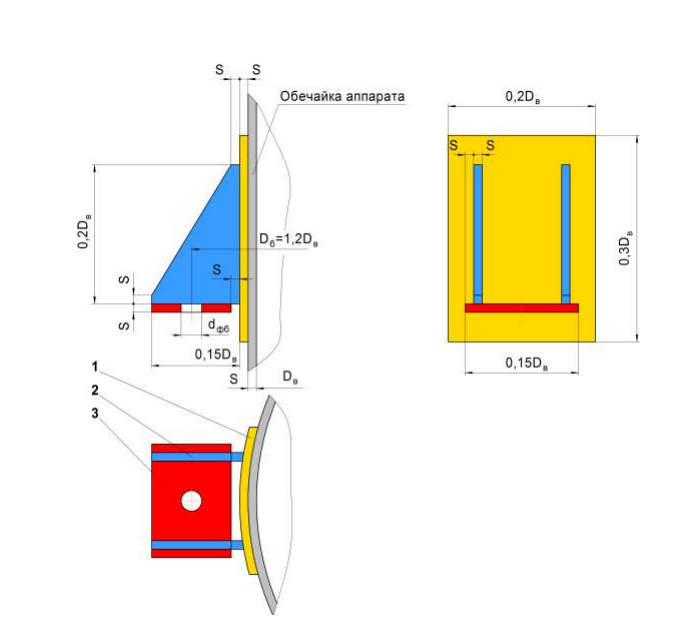 S S
Обечайка аппарата
0,2Dв
S S
0,2Dв
Dб=1,2Dв
0,3Dв
S
S
S
dфб
0,15Dв
0,15Dв
S Dв
1
2
3